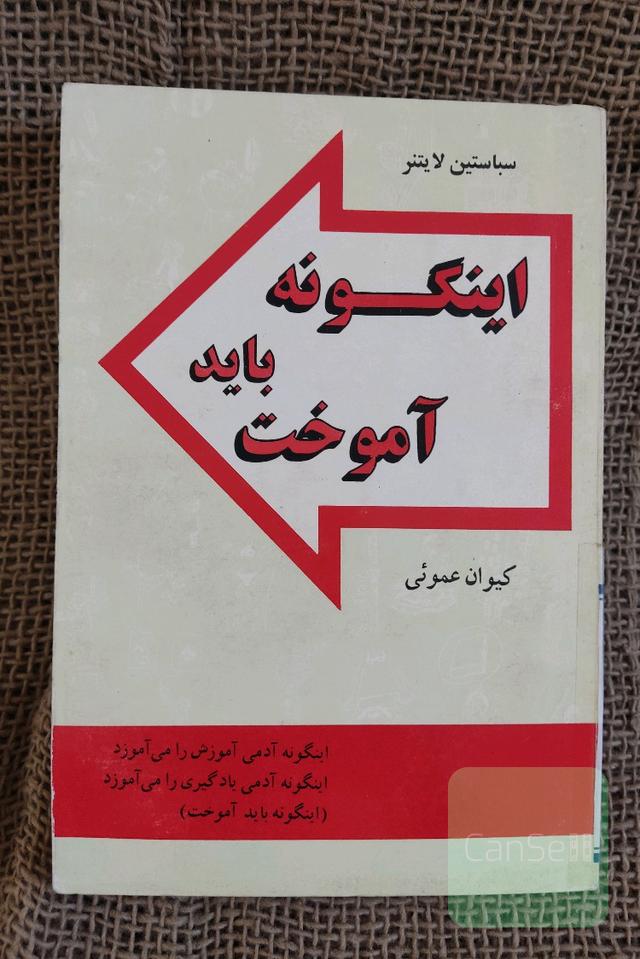 سباستین لایتنر
اینگونه
باید
آموخت
کیوان عموئی
اینگونه آدمی آموزش را می‌آموزد
اینگونه آدمی یادگیری را می‌آموزد
(اینگونه باید آموخت)
CanSell